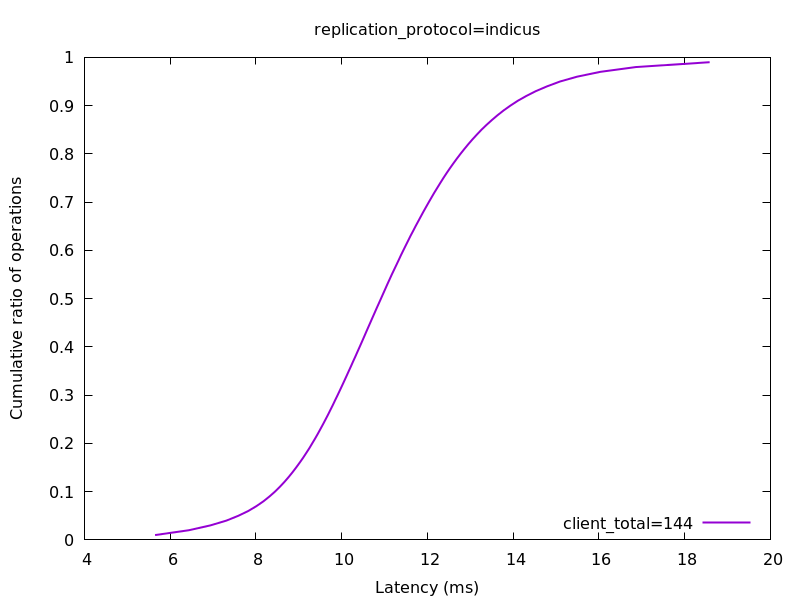 replication_protocol=indicus
1
0.9
0.8
0.7
0.6
0.5
0.4
0.3
0.2
0.1
0
Cumulative ratio of operations
client_total=144
4 6 8 10 12 14 16 18 20
Latency (ms)